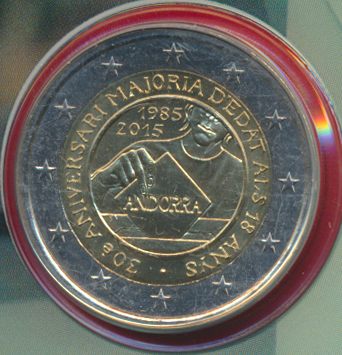 30è ANIVERSARI MAJORIA D'EDAT ALS 18 ANYS
1985
2015
ANDORRA